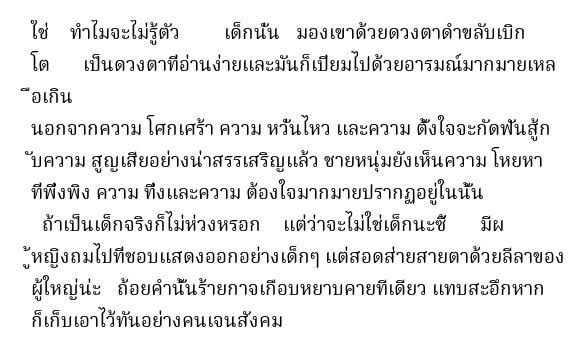 ใช่ ทำไมจะไม่รู้ตัว เด็กนั้น มองเขาด้วยดวงตาดำขลับเบิก
โต เป็นดวงตาที่อ่านง่ายและมันก็เปี่ยมไปด้วยอารมณ์มากมายเหล
ือเกิน
นอกจากความ โศกเศร้า ความ หวั่นไหว และความ ตั้งใจจะกัดฟันสู้ก
ับความ สูญเสียอย่างน่าสรรเสริญแล้ว ชายหนุ่มยังเห็นความ โหยหา
ที่พึ่งพิง ความ ทึ่งและความ ต้องใจมากมายปรากฏอยู่ในนั้น
ถ้าเป็นเด็กจริงก็ไม่ห่วงหรอก แต่ว่าจะไม่ใช่เด็กนะซี มีผ
ู้หญิงถมไปที่ชอบแสดงออกอย่างเด็กๆ แต่สอดส่ายสายตาด้วยลีลาของ
ผู้ใหญ่น่ะ ถ้อยคำนั้นร้ายกาจเกือบหยาบคายทีเดียว แทบสะอึกหาก
ก็เก็บเอาไว้ทันอย่างคนเจนสังคม